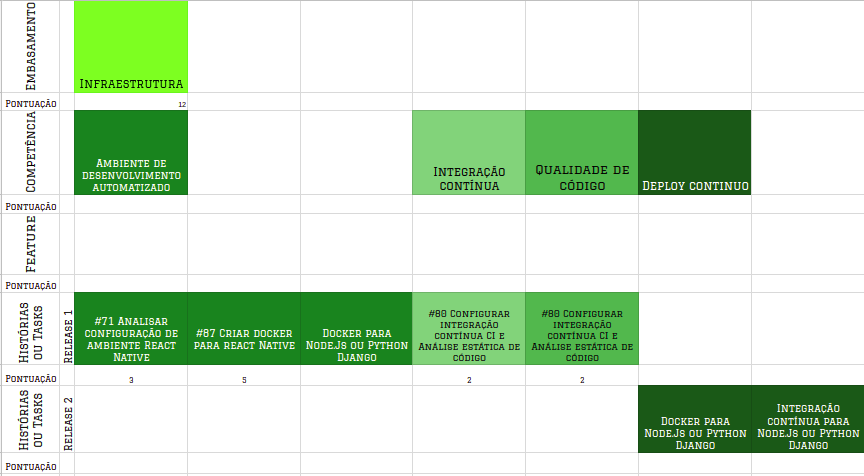 Embasamento
Infraestrutura
Pontuação
12
Competência
Ambiente de
desenvolvimento
automatizado
Integração
contínua
Qualidade de
código
Deploy continuo
Pontuação
Feature
Pontuação
Histórias
ou Tasks
Release 1
#71 Analisar
configuração de
ambiente React
Native
#87 Criar docker
para react Native
Docker para
NodeJs ou Python
Django
#80 Configurar
integração
contínua CI e
Análise estática de
código
#80 Configurar
integração
contínua CI e
Análise estática de
código
Pontuação
3
5
2
2
Histórias
ou Tasks
Release 2
Docker para
NodeJs ou Python
Django
Integração
contínua para
NodeJs ou Python
Django
Pontuação